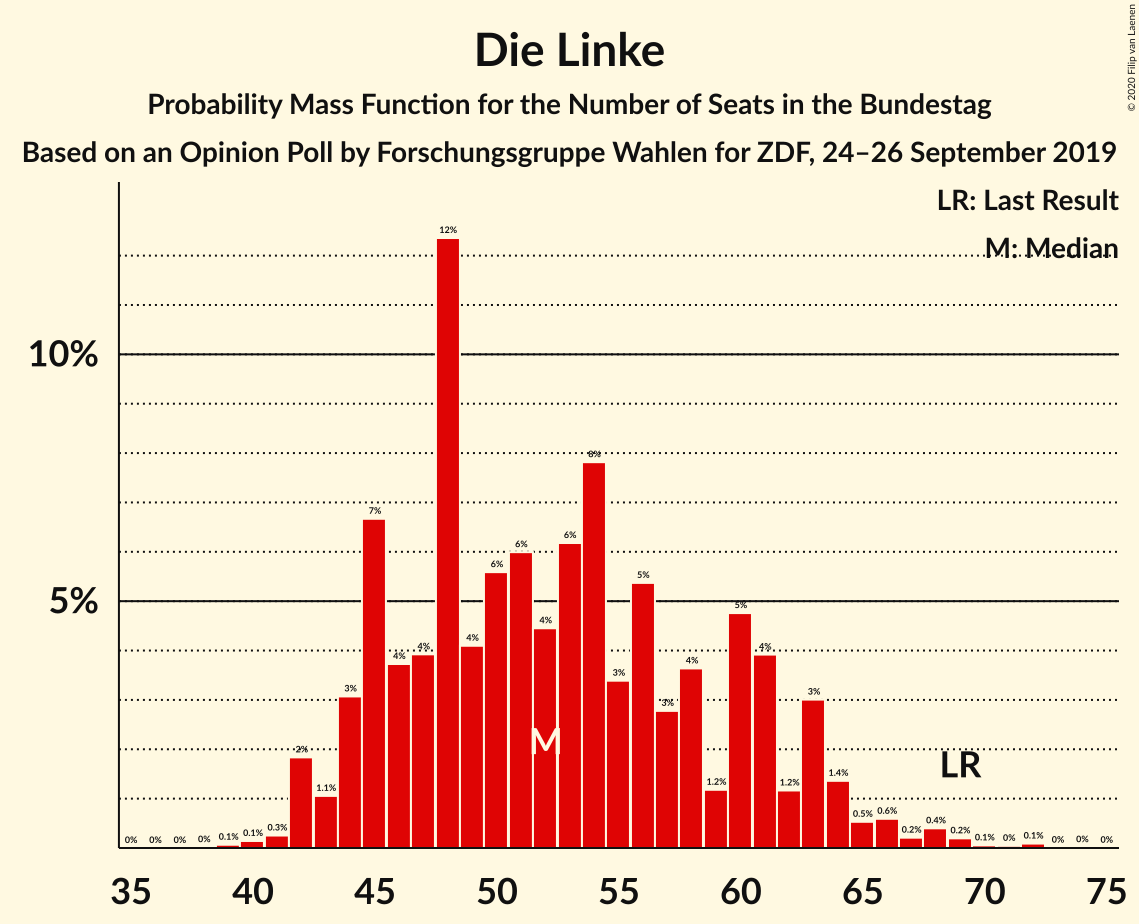 Die Linke
Probability Mass Function for the Number of Seats in the Bundestag
Based on an Opinion Poll by Forschungsgruppe Wahlen for ZDF, 24–26 September 2019
© 2020 Filip van Laenen
LR: Last Result
M: Median
10%
5%
0% 0% 0% 0% 0.1% 0.1% 0.3% 2% 1.1% 3% 7% 4% 4% 12% 4% 6% 6% 4% 6% 8% 3% 5% 3% 4% 1.2% 5% 4% 1.2% 3% 1.4% 0.5% 0.6% 0.2% 0.4% 0.2% 0.1% 0% 0.1% 0% 0% 0%
M
LR
35 40 45 50 55 60 65 70 75